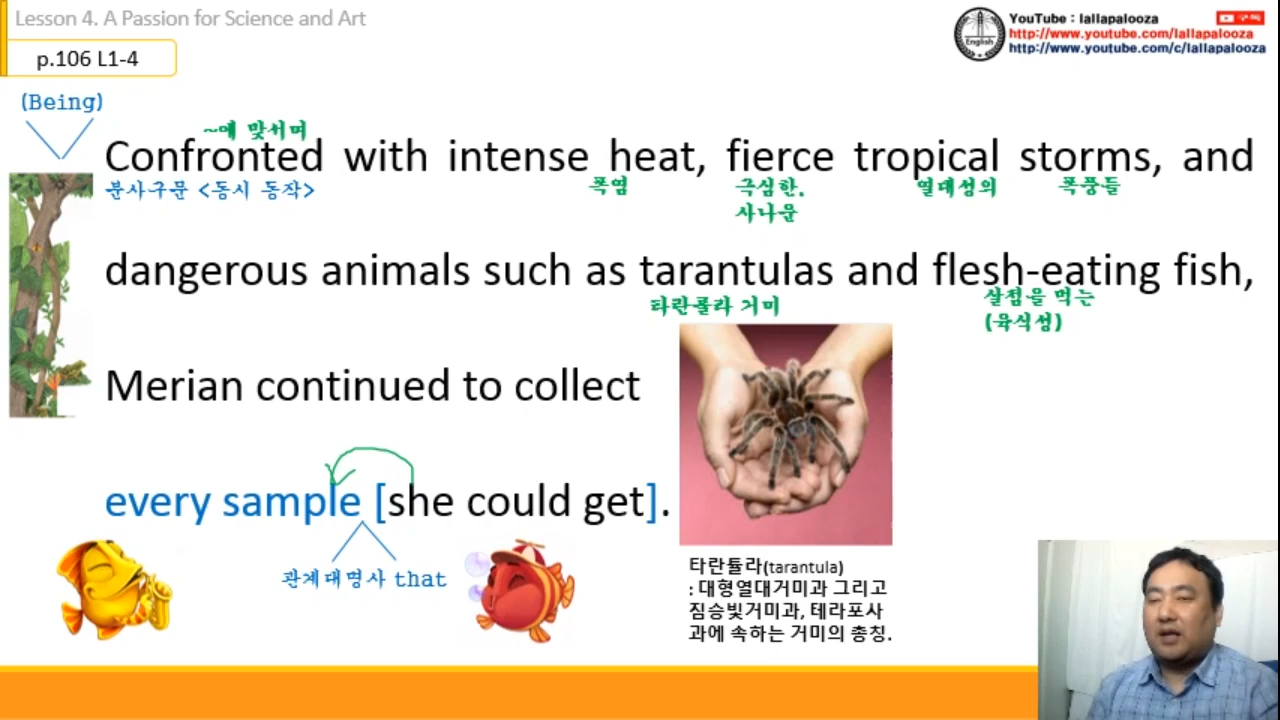 Lesson 4. A Passion for Science and Art
YouTube : lallapalooza 구독
http://www.youtube.com/lallapalooza
http://www.youtube.com/c/lallapalooza
English
p.106 L1-4
(Being)
~에 맞서며
Confronted with intense heat, fierce tropical storms, and
분사구문 <동시 동작> 폭염 극심한. 열대성의 폭풍들
사나운
dangerous animals such as tarantulas and flesh-eating fish,
타란툴라 거미 살점을 먹는
(육식성)
Merian continued to collect
every sample [she could get].
관계대명사 that
타란튤라(tarantula)
: 대형열대거미과 그리고
짐승빛거미과, 테라포사
과에 속하는 거미의 총칭.